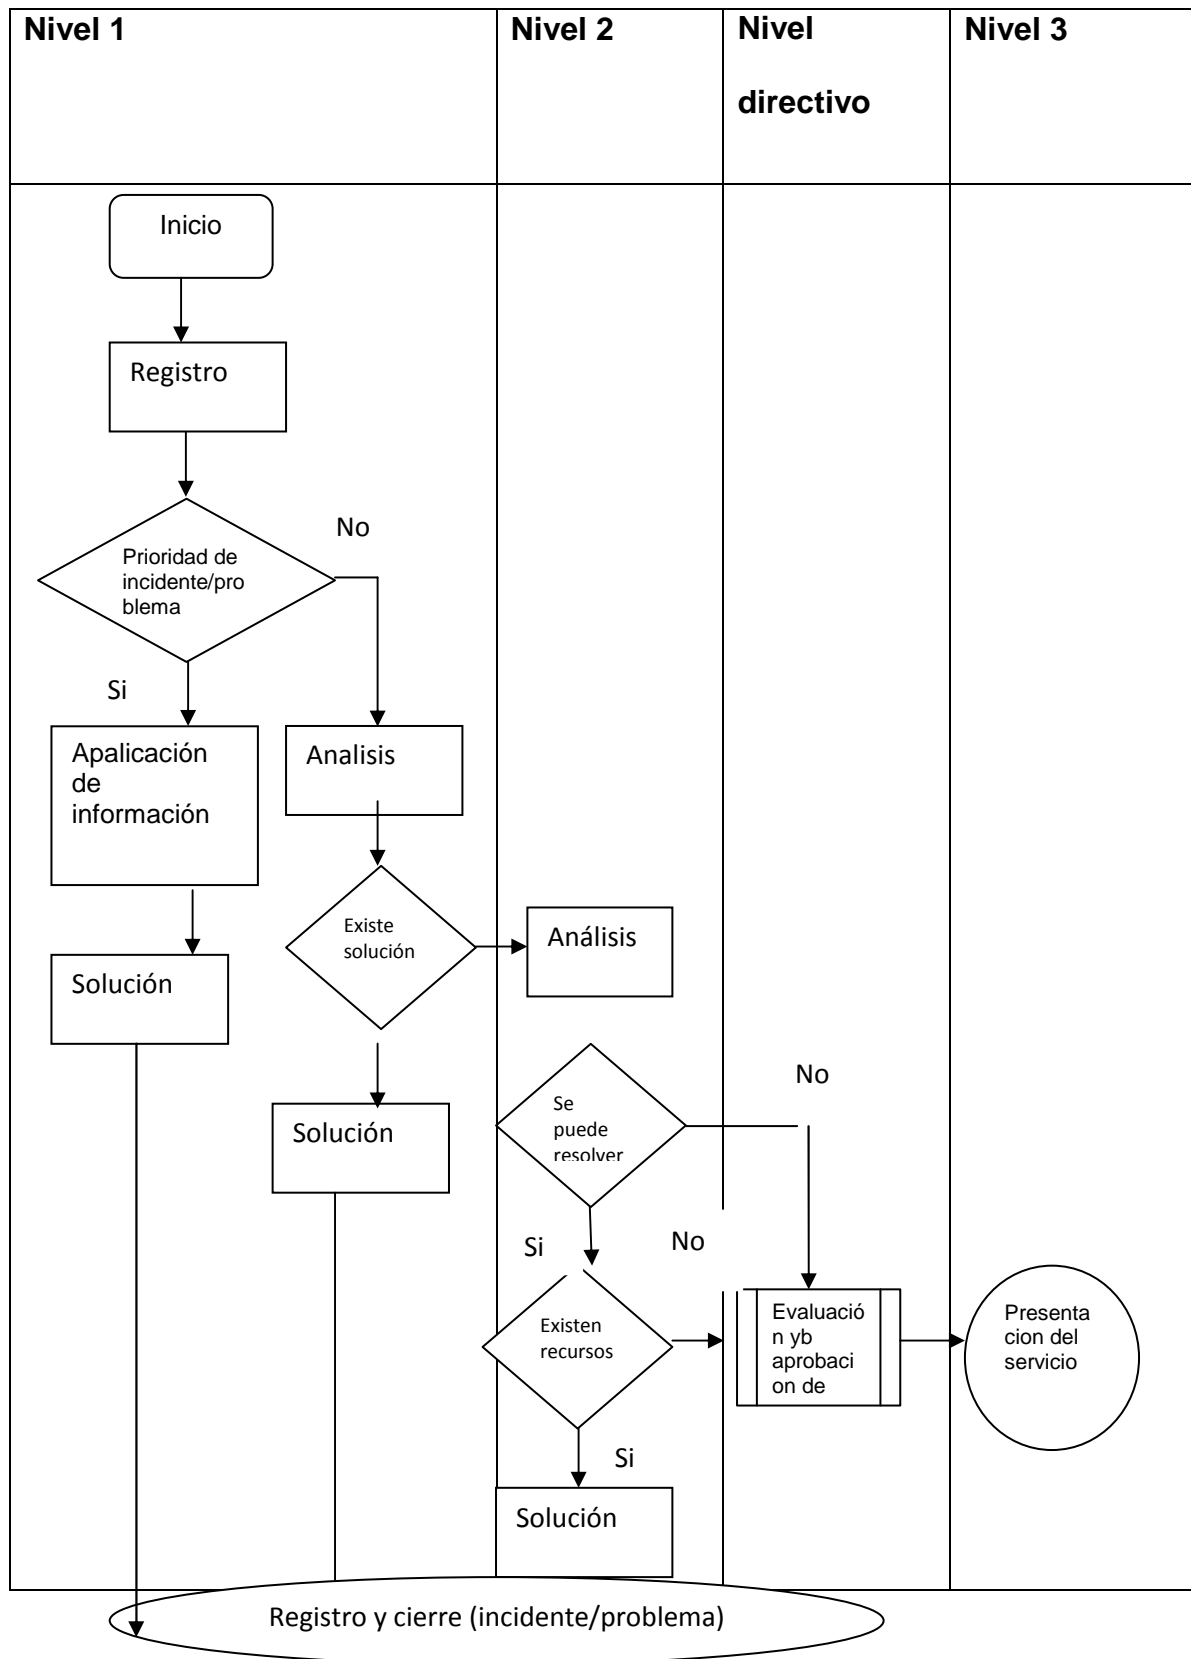 Nivel 1
Nivel 2
Nivel
directivo
Nivel 3
Inicio
Registro
No
Prioridad de
incidente/pro
blema
Si
Apalicación
de
información
Analisis
Existe
solución
Análisis
Solución
No
Se
puede
resolver
Solución
Si
No
Existen
recursos
Evaluació
n yb
aprobaci
on de
Presenta
cion del
servicio
Si
Solución
Registro y cierre (incidente/problema)